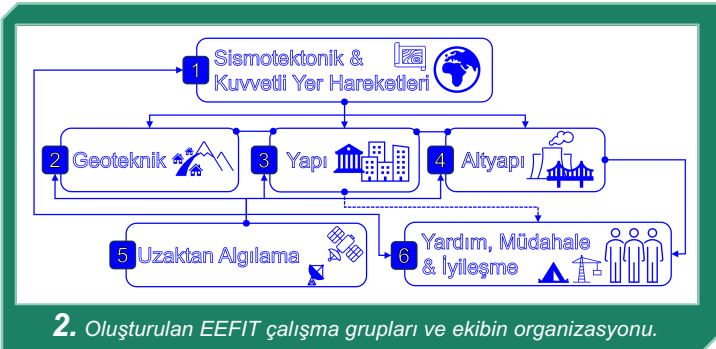 1 Sismotektonik &
Kuvvetli Yer Hareketleri
2 Geoteknik
3 Yapı
4 Altyapı
5 Uzaktan Algılama
6 Yardım, Müdahale
& İyileşme
2. Oluşturulan EEFIT çalışma grupları ve ekibin organizasyonu.